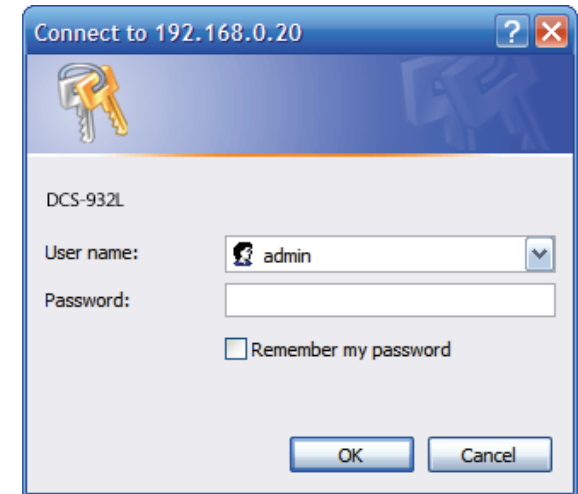 Connect to 192.168.0.20
DCS-932L
User name: admin
Password:
Remember my password
OK Cancel